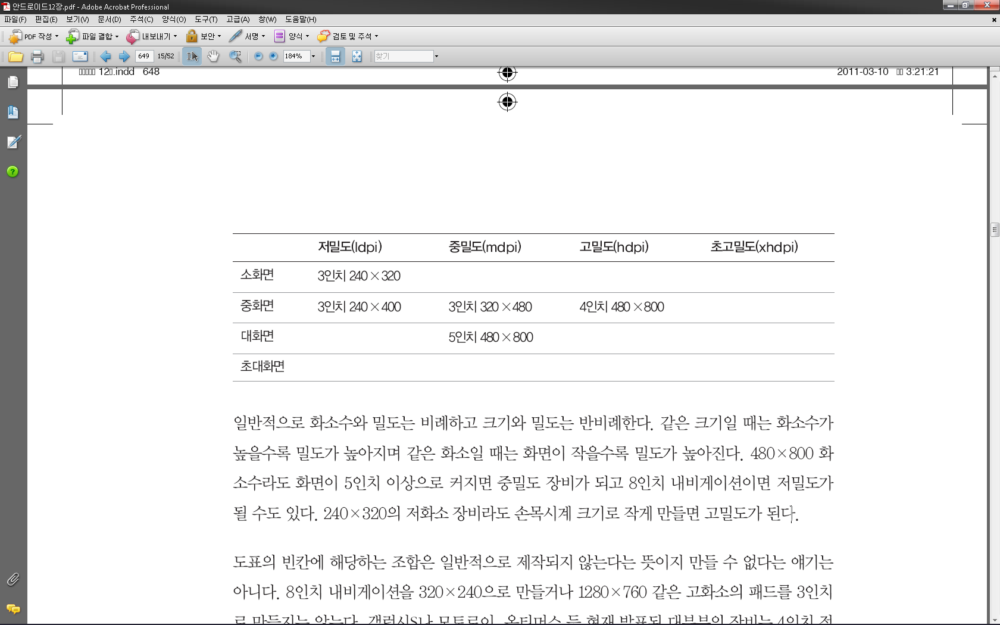 안드로이드12장.pdf - Adobe Acrobat Professional
파일(F) 편집(E) 보기(V) 문서(D) 주석(C) 양식(O) 도구(T) 고급(A) 창(W) 도움말(H)
PDF 작성 파일 결합 내보내기 보안 서명 양식 검토 및 주석
649 15/52 184% 찾기
12□.indd 648 2011-03-10 □□ 3:21:21
저밀도(ldpi) 중밀도(mdpi) 고밀도(hdpi) 초고밀도(xhdpi)
소화면 3인치 240×320
중화면 3인치 240×400 3인치 320×480 4인치 480×800
대화면 5인치 480×800
초대화면
일반적으로 화소수와 밀도는 비례하고 크기와 밀도는 반비례한다. 같은 크기일 때는 화소수가
높을수록 밀도가 높아지며 같은 화소일 때는 화면이 작을수록 밀도가 높아진다. 480×800 화
소수라도 화면이 5인치 이상으로 커지면 중밀도 장비가 되고 8인치 내비게이션이면 저밀도가
될 수도 있다. 240×320의 저화소 장비라도 손목시계 크기로 작게 만들면 고밀도가 된다.
도표의 빈칸에 해당하는 조합은 일반적으로 제작되지 않는다는 뜻이지 만들 수 없다는 얘기는
아니다. 8인치 내비게이션을 320×240으로 만들거나 1280×760 같은 고화소의 패드를 3인치
로 만들지는 않는다. 갤럭시S나 모토로이, 옵티머스 등 현재 발표된 대부분의 장비는 4인치 전